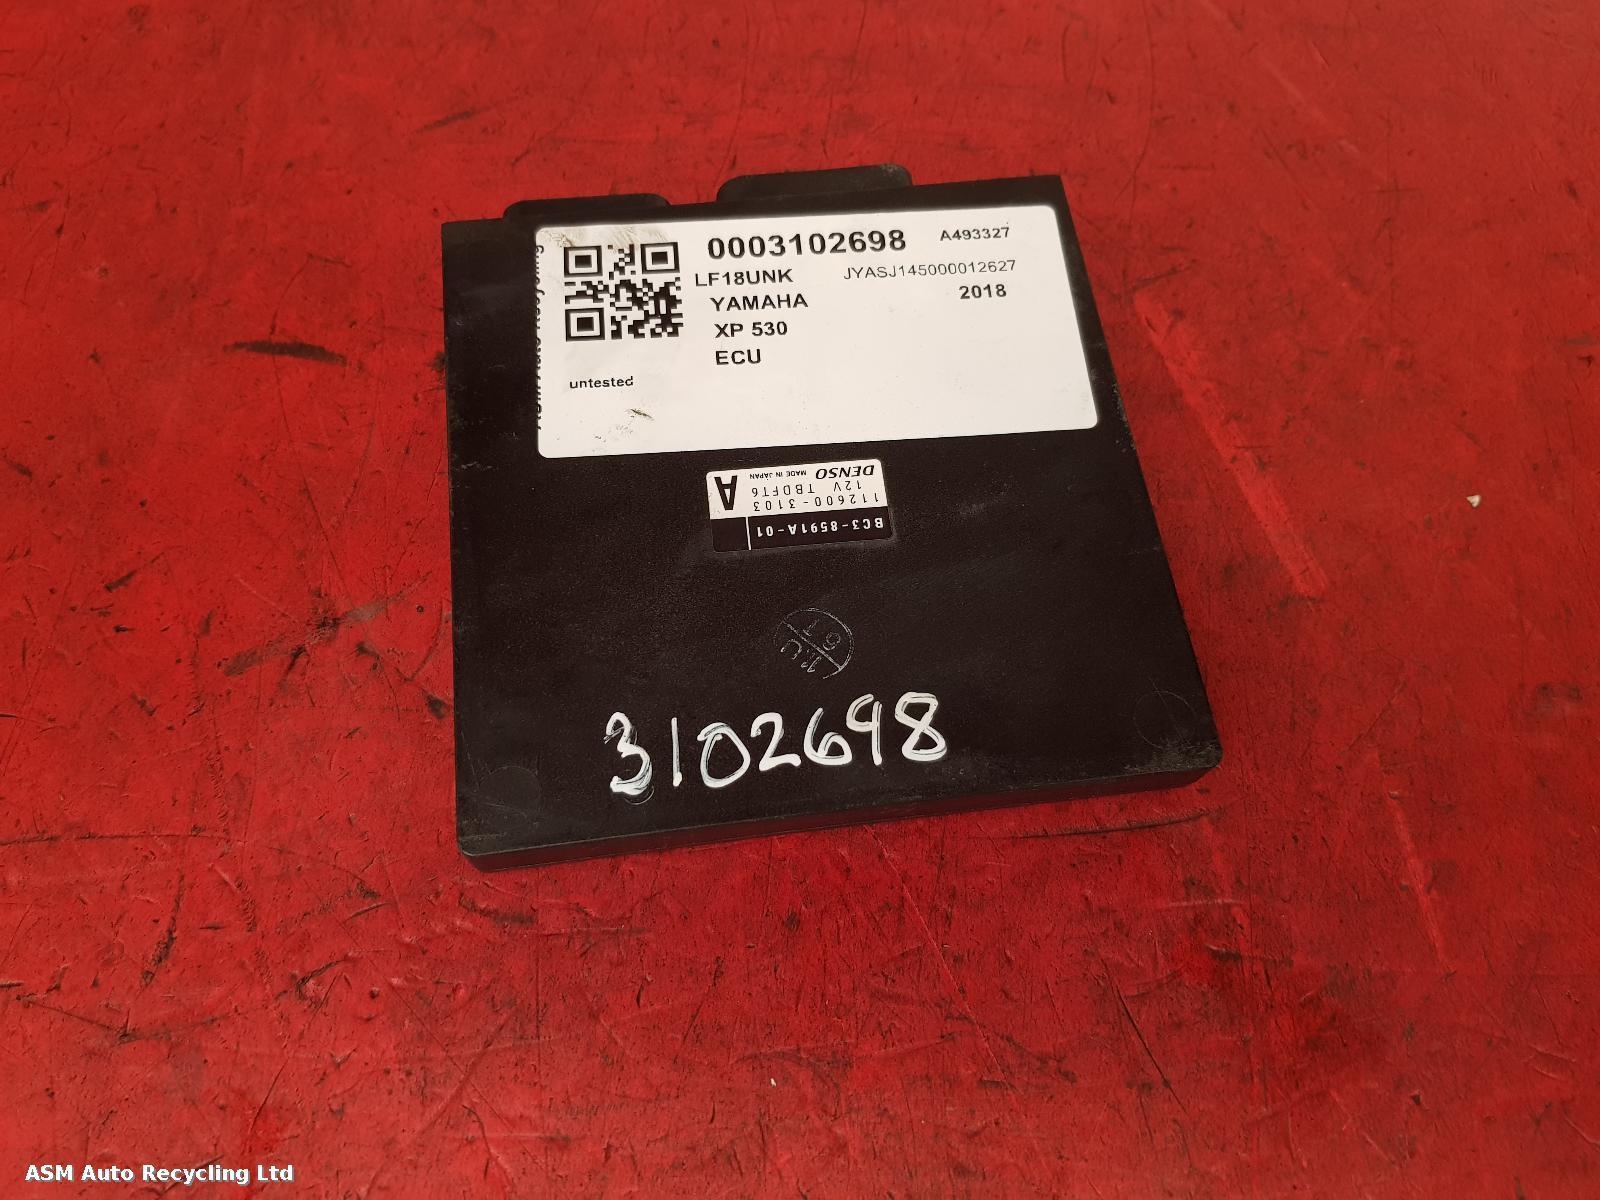 0003102698 A493327
LF18UNK JYASJ145000012627
YAMAHA 2018
XP 530
ECU
untested
BC3-8591A-01
112600-3103
12V TBDFT6
DENSO MADE IN JAPAN A
3102698
ASM Auto Recycling Ltd